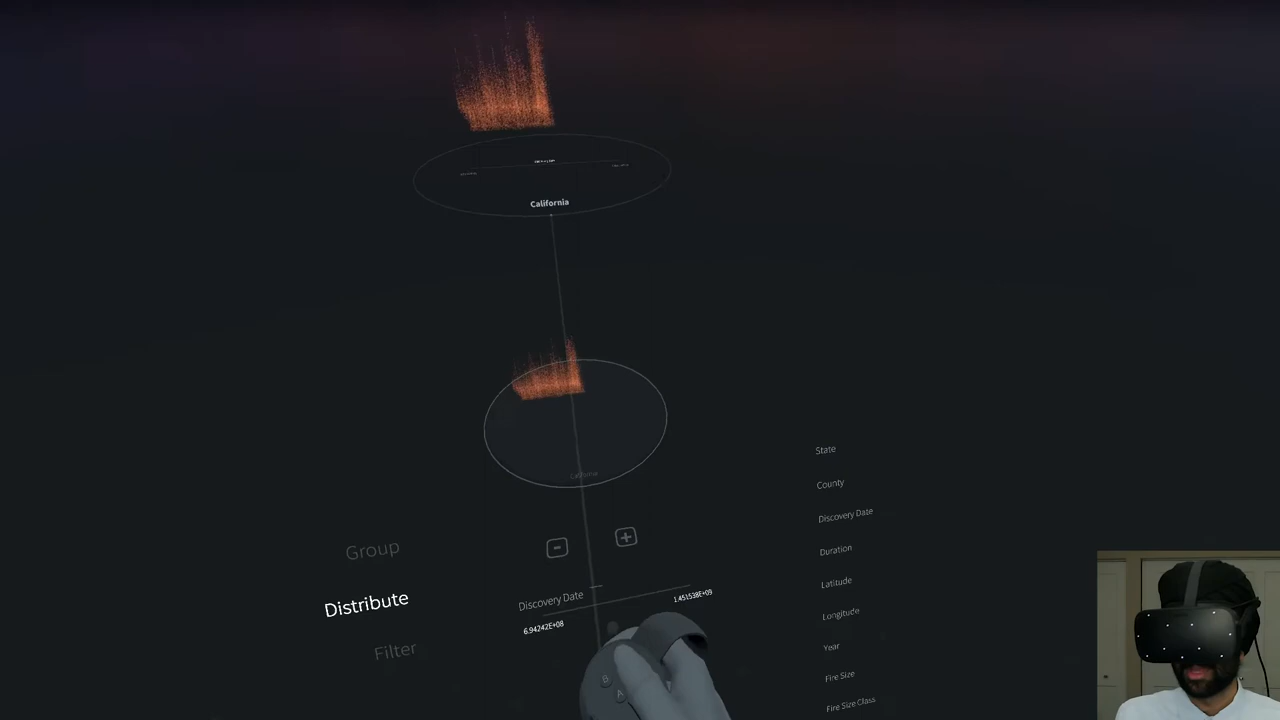 California
California
State
County
Discovery Date
Duration
Latitude
Longitude
Year
Fire Size
Fire Size Class
Group
Distribute
Filter
-
+
Discovery Date
6.94242E+08
1.451538E+09
B
A